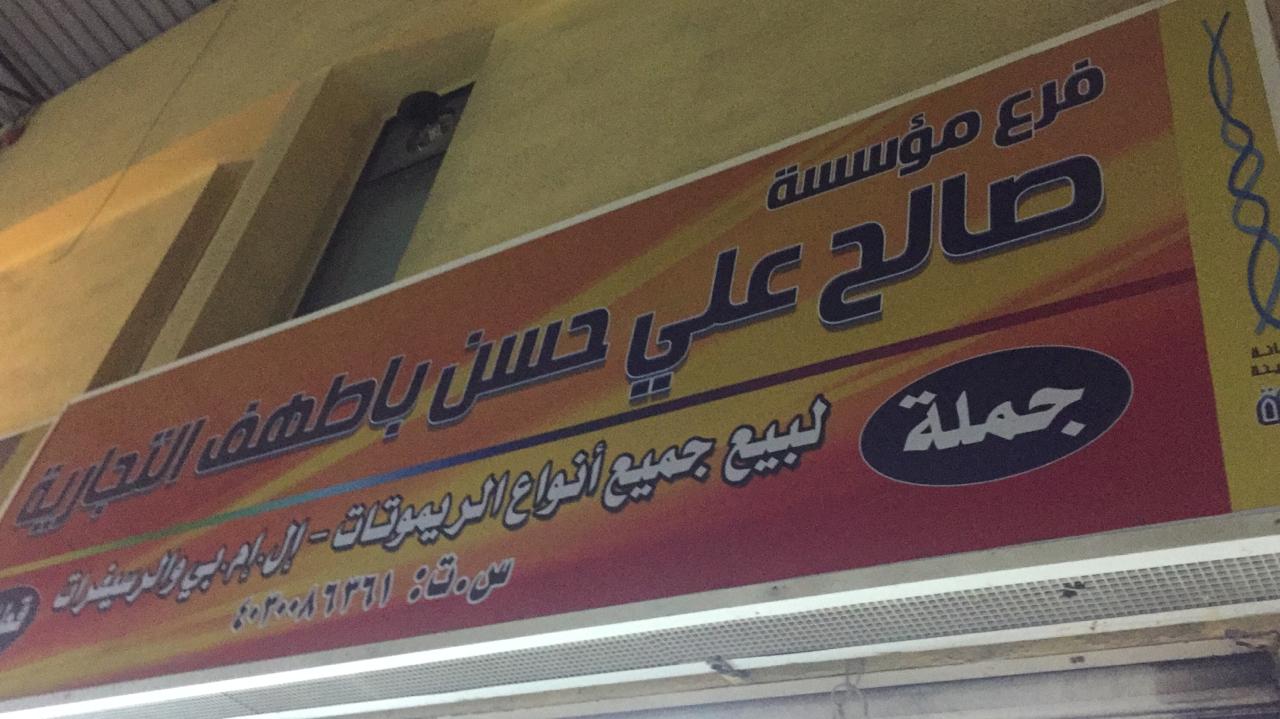 فرع مؤسسة
صالح علي حسن باطهف التجارية
جملة
لبيع جميع أنواع الريموتات - إل.إم.بي والرسيفرات
س.ت: ٤٠٣٠٠٨٦٣٦١